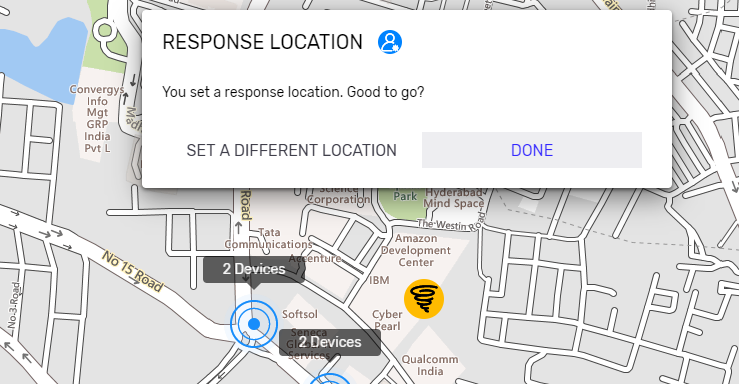 RESPONSE LOCATION
You set a response location. Good to go?
SET A DIFFERENT LOCATION
DONE
Convergys
Info
Mgt
GRP
India
Pvt L
Science
Corporation
Park
Hyderabad
Mind Space
The Westin Road
Road
Tata
Communications
Accenture
Amazon
Development
Center
No 15 Road
2 Devices
IBM
No 3 Road
Softsol
Cyber
Pearl
Seneca
2 Devices
Services
Qualcomm
India